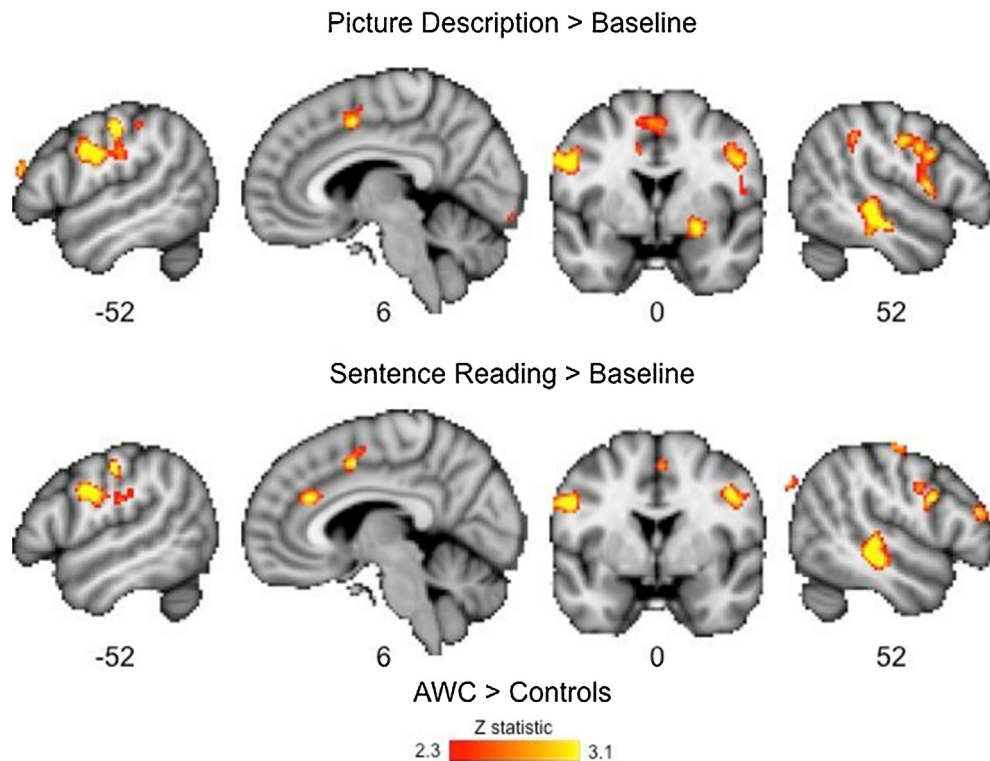 Picture Description > Baseline
-52 6 0 52
Sentence Reading > Baseline
-52 6 0 52
AWC > Controls
Z statistic
2.3 3.1